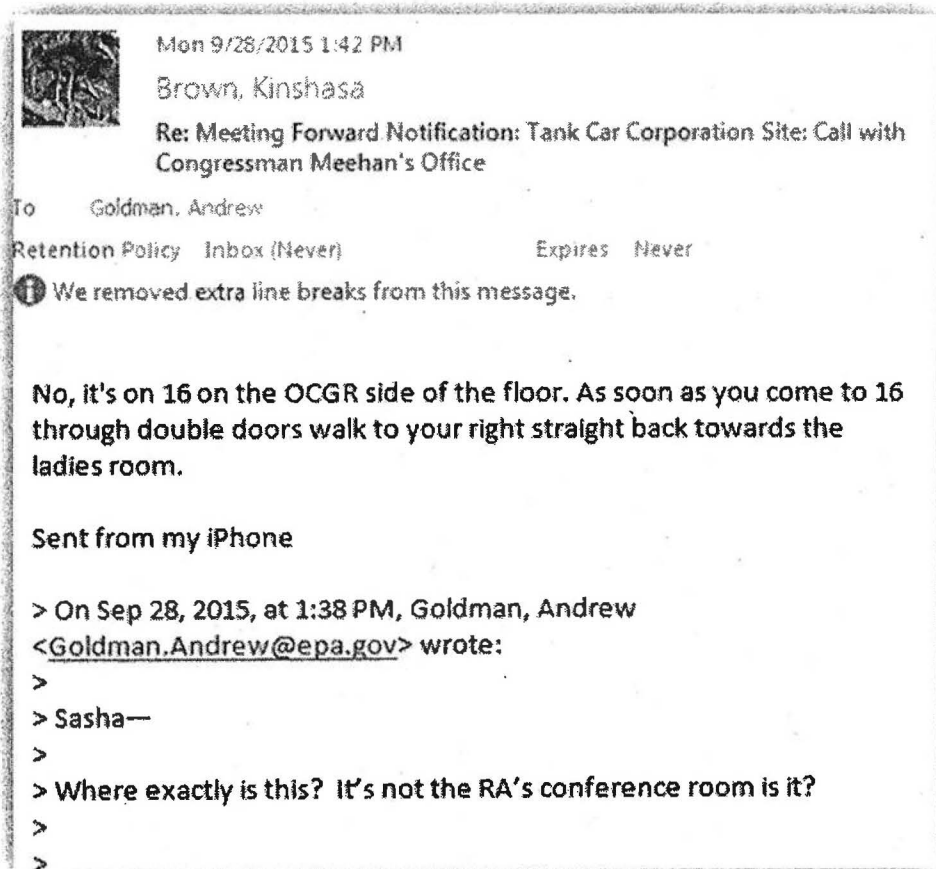 Mon 9/28/2015 1:42 PM
Brown, Kinshasa
Re: Meeting Forward Notification: Tank Car Corporation Site: Call with
Congressman Meehan's Office
To Goldman, Andrew
Retention Policy Inbox (Never) Expires Never
We removed extra line breaks from this message.
No, it's on 16 on the OCGR side of the floor. As soon as you come to 16
through double doors walk to your right straight back towards the
ladies room.
Sent from my iPhone
> On Sep 28, 2015, at 1:38 PM, Goldman, Andrew
<Goldman.Andrew@epa.gov> wrote:
>
> Sasha—
>
> Where exactly is this?  It's not the RA's conference room is it?
>
>